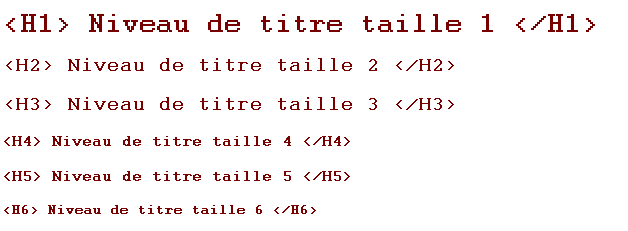 <H1> Niveau de titre taille 1 </H1>
<H2> Niveau de titre taille 2 </H2>
<H3> Niveau de titre taille 3 </H3>
<H4> Niveau de titre taille 4 </H4>
<H5> Niveau de titre taille 5 </H5>
<H6> Niveau de titre taille 6 </H6>